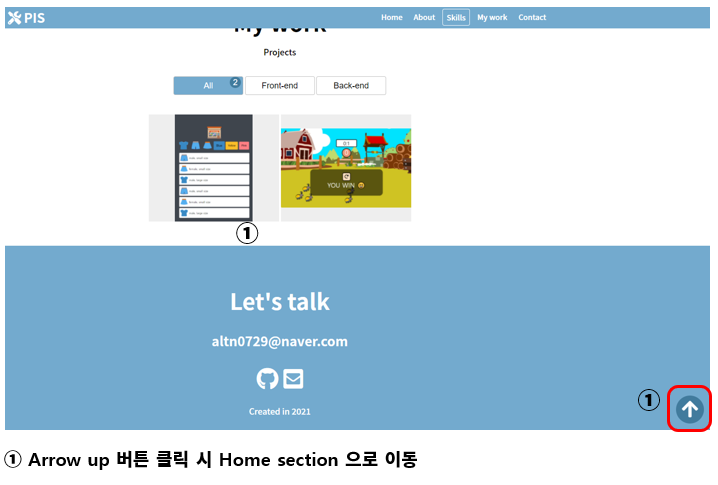 PIS
Home About Skills My work Contact
My work
Projects
All 2
Front-end
Back-end
0:1
YOU WIN
①
Let's talk
altn0729@naver.com
Created in 2021
①
① Arrow up 버튼 클릭 시 Home section 으로 이동